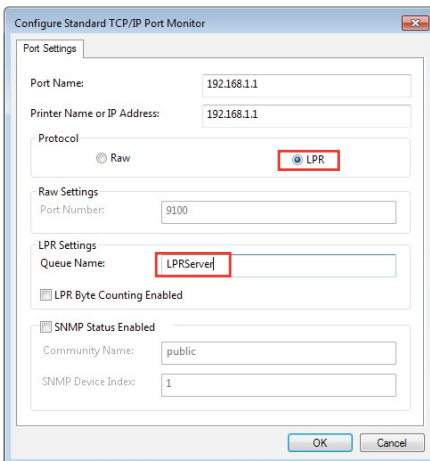 Configure Standard TCP/IP Port Monitor
Port Settings
Port Name: 192.168.1.1
Printer Name or IP Address: 192.168.1.1
Protocol
Raw LPR
Raw Settings
Port Number: 9100
LPR Settings
Queue Name: LPRServer
LPR Byte Counting Enabled
SNMP Status Enabled
Community Name: public
SNMP Device Index: 1
OK Cancel